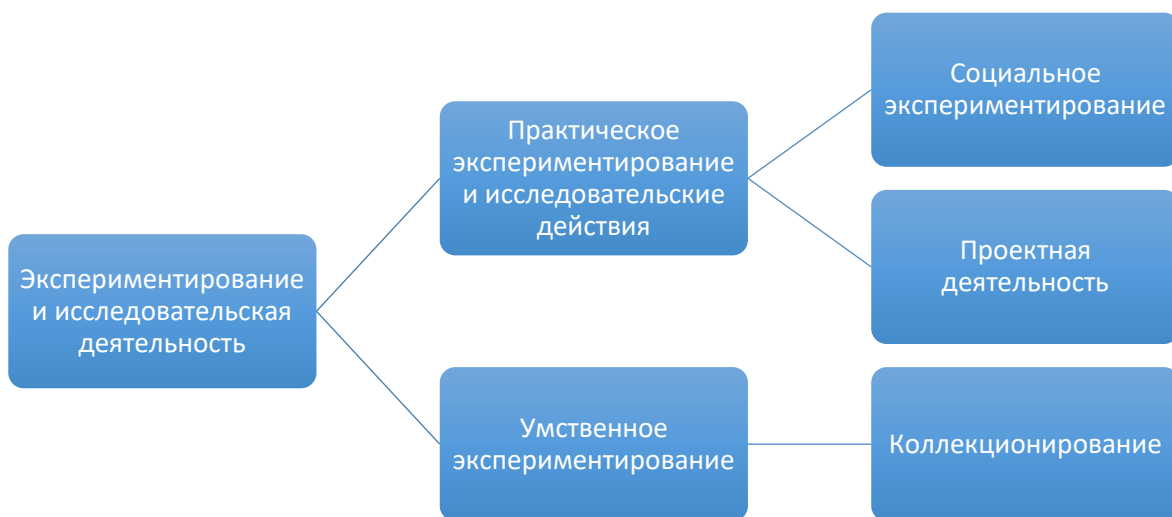 Экспериментирование
и исследовательская
деятельность
Практическое
экспериментирование
и исследовательские
действия
Социальное
экспериментирование
Проектная
деятельность
Умственное
экспериментирование
Коллекционирование